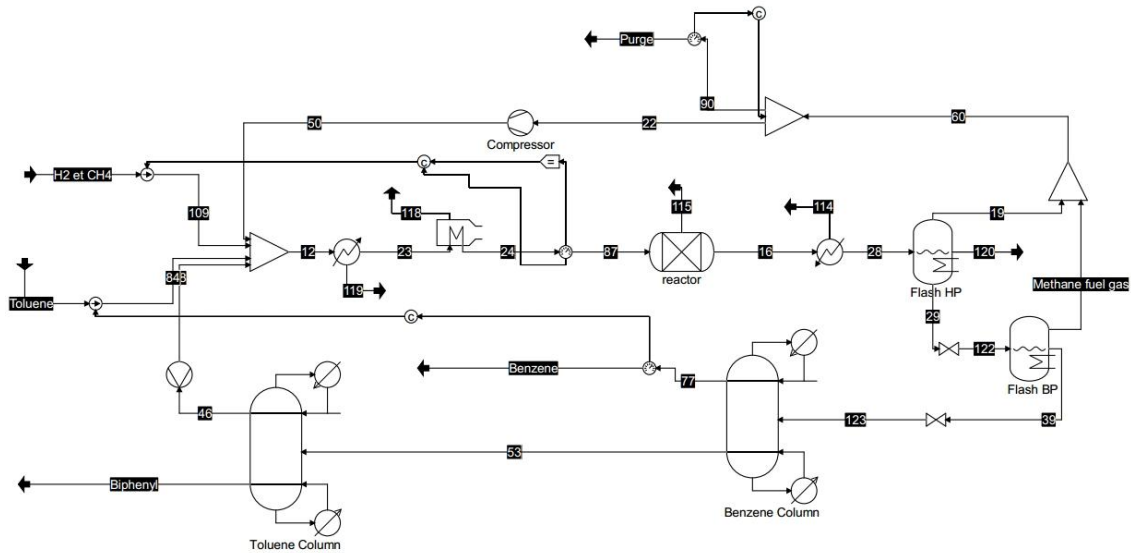 C
Purge
90
50
22
60
Compressor
H2 et CH4
C
=
109
118
115
114
19
12
23
24
87
16
28
120
848
119
reactor
Flash HP
Methane fuel gas
Toluene
29
C
122
Flash BP
Benzene
77
46
123
39
53
Biphenyl
Benzene Column
Toluene Column